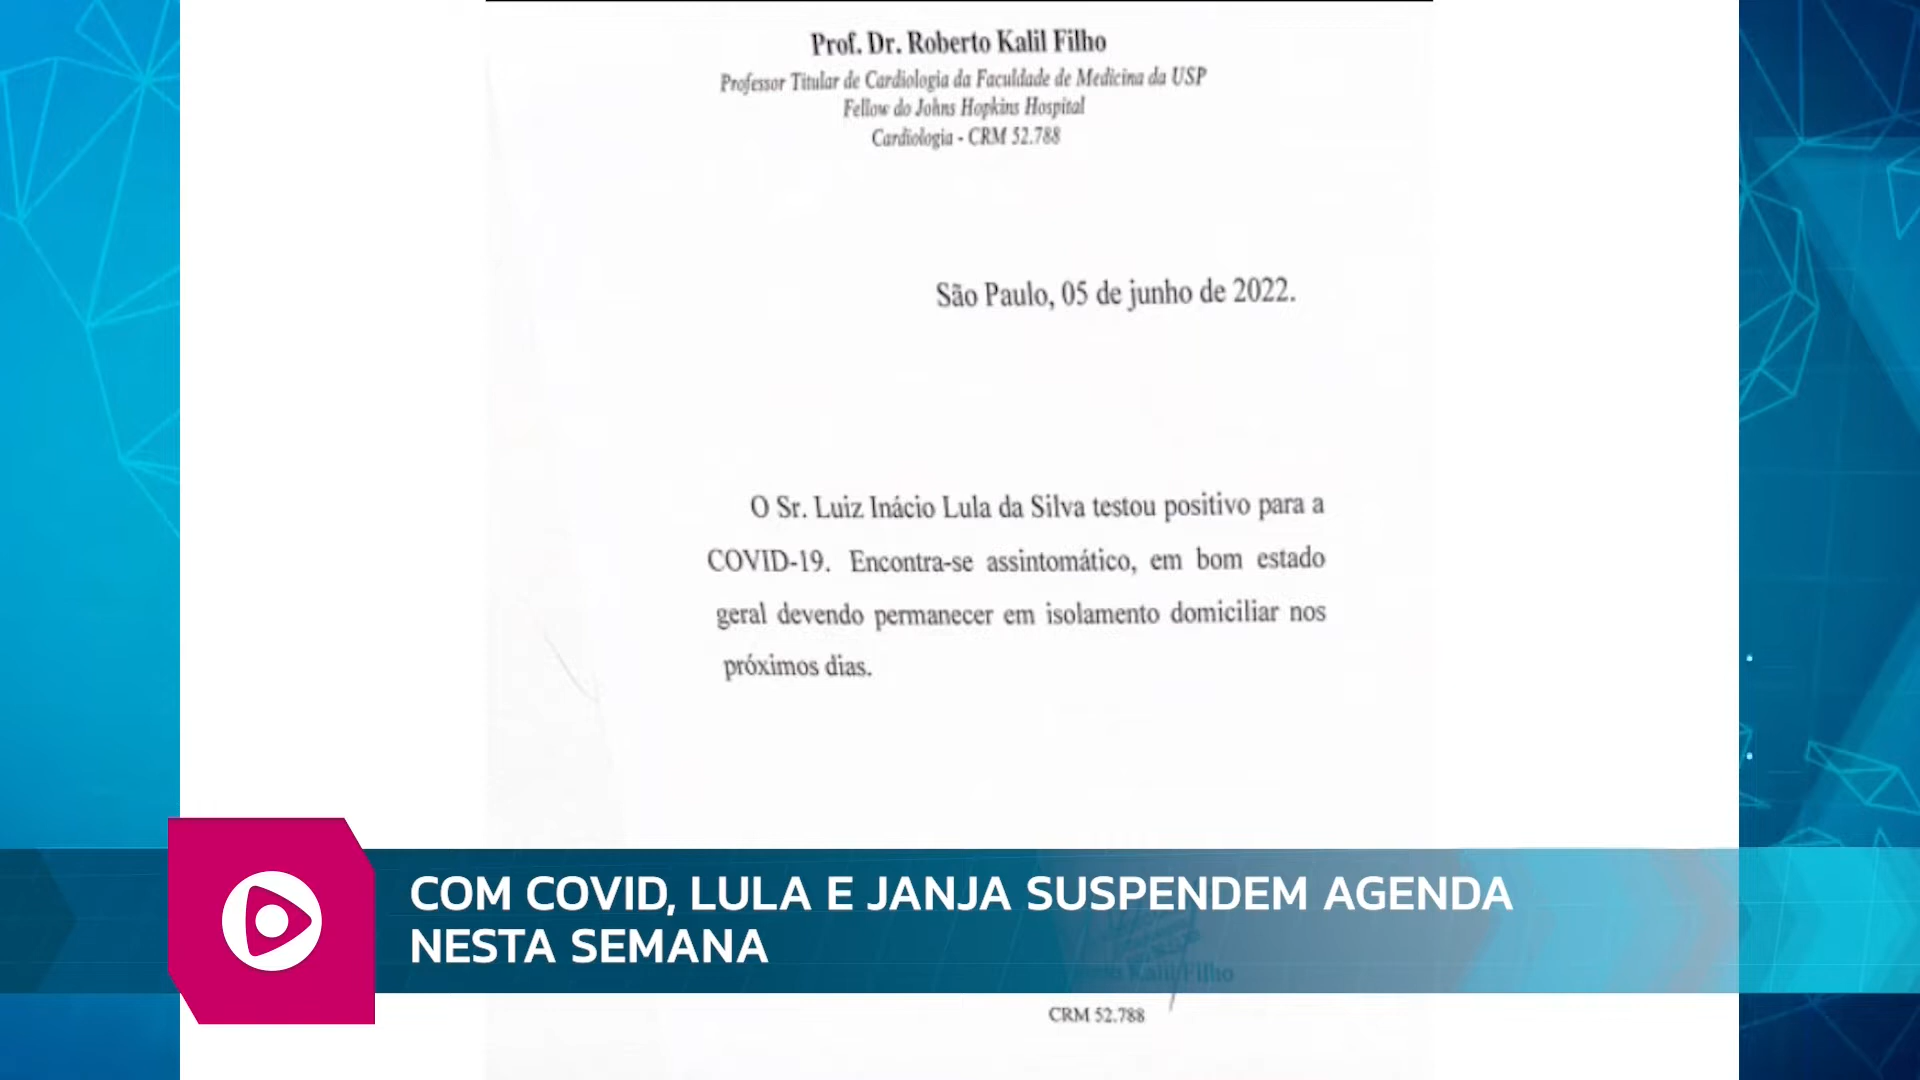 Prof. Dr. Roberto Kalil Filho
Professor Titular de Cardiologia da Faculdade de Medicina da USP
Fellow do Johns Hopkins Hospital
Cardiologia - CRM 52.788
São Paulo, 05 de junho de 2022.
O Sr. Luiz Inácio Lula da Silva testou positivo para a
COVID-19. Encontra-se assintomático, em bom estado
geral devendo permanecer em isolamento domiciliar nos
próximos dias.
COM COVID, LULA E JANJA SUSPENDEM AGENDA
NESTA SEMANA
Kalil Filho
CRM 52.788